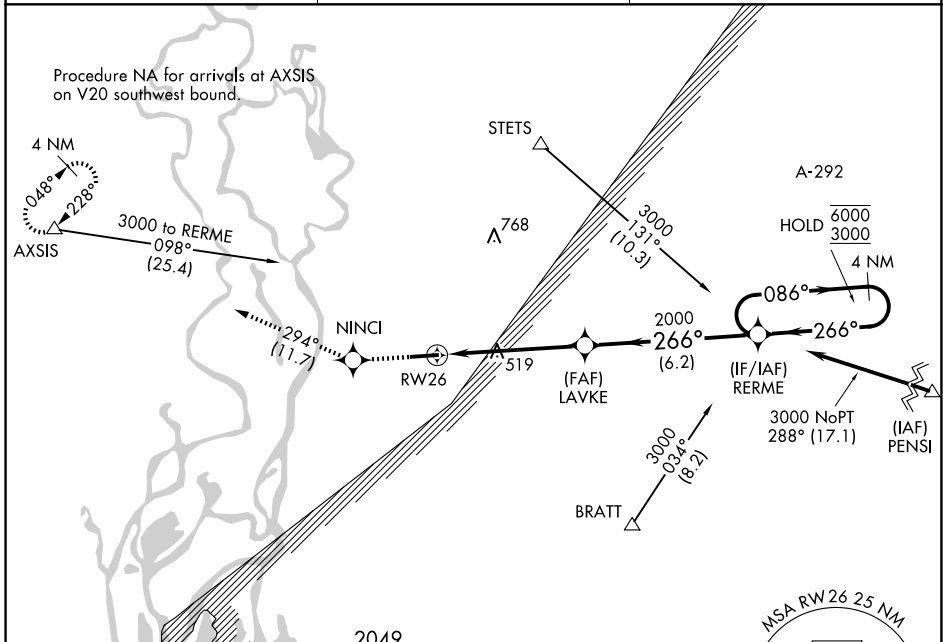 Procedure NA for arrivals at AXSIS
on V20 southwest bound.
STETS
4 NM
048°
228°
AXSIS
3000 to RERME
098°
(25.4)
768
3000
131°
(10.3)
A-292
HOLD 6000
3000
4 NM
086°
266°
294°
(11.7)
NINCI
RW26
519
(FAF)
LAVKE
2000
266°
(6.2)
(IF/IAF)
RERME
3000 NoPT
288° (17.1)
(IAF)
PENSI
3000
034°
(8.2)
BRATT
MSA RW26 25 NM
2049